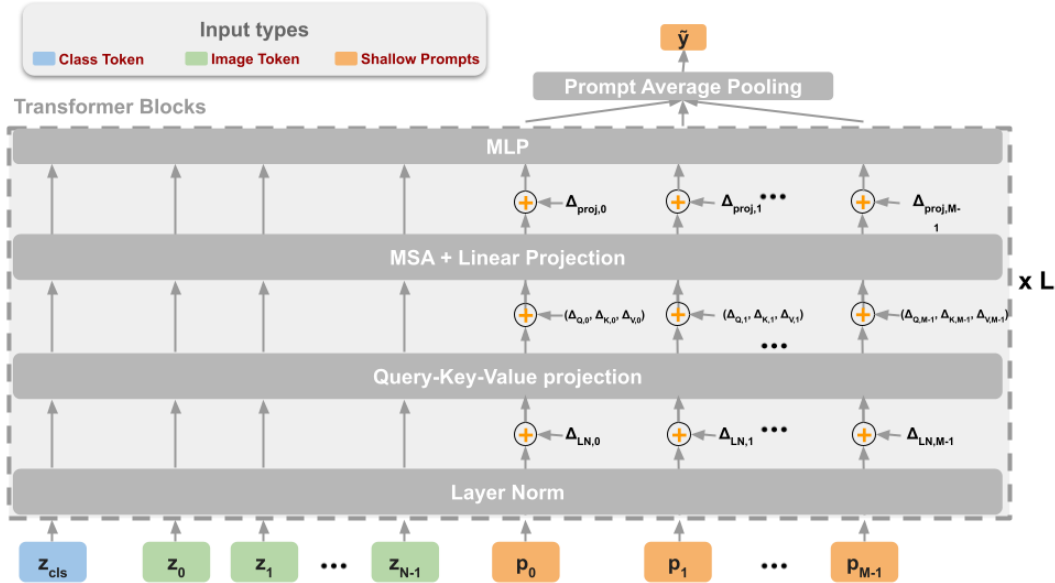 Input types
Class Token
Image Token
Shallow Prompts
ỹ
Prompt Average Pooling
Transformer Blocks
MLP
Δproj,0
Δproj,1
•••
Δproj,M-
1
MSA + Linear Projection
x L
(ΔQ,0, ΔK,0, ΔV,0)
(ΔQ,1, ΔK,1, ΔV,1)
(ΔQ,M-1, ΔK,M-1, ΔV,M-1)
•••
Query-Key-Value projection
ΔLN,0
ΔLN,1
•••
ΔLN,M-1
Layer Norm
zcls
z0
z1
•••
zN-1
p0
p1
•••
pM-1